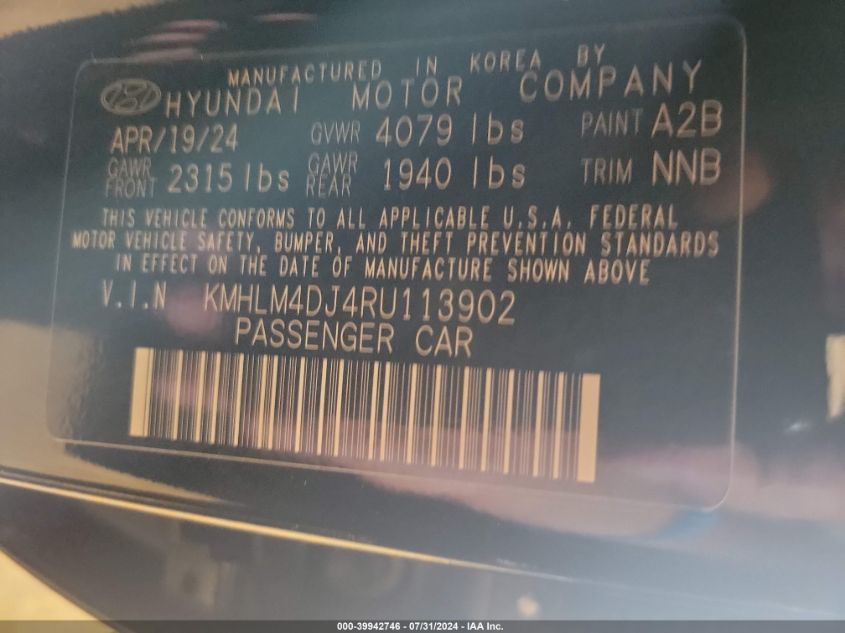 MANUFACTURED IN KOREA BY
HYUNDAI MOTOR COMPANY
APR/19/24 GVWR 4079 lbs PAINT A2B
GAWR FRONT 2315 lbs GAWR REAR 1940 lbs TRIM NNB
THIS VEHICLE CONFORMS TO ALL APPLICABLE U.S.A. FEDERAL
MOTOR VEHICLE SAFETY, BUMPER, AND THEFT PREVENTION STANDARDS
IN EFFECT ON THE DATE OF MANUFACTURE SHOWN ABOVE
V.I.N KMHLM4DJ4RU113902
PASSENGER CAR
000-39942746 - 07/31/2024 - IAA Inc.